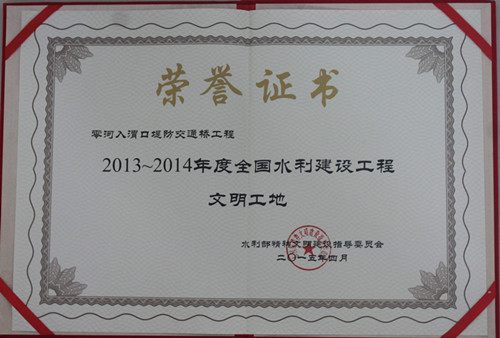 荣誉证书
零河入渭口堤防交通桥工程
2013~2014年度全国水利建设工程
文明工地
水利部精神文明建设指导委员会
二〇一五年四月